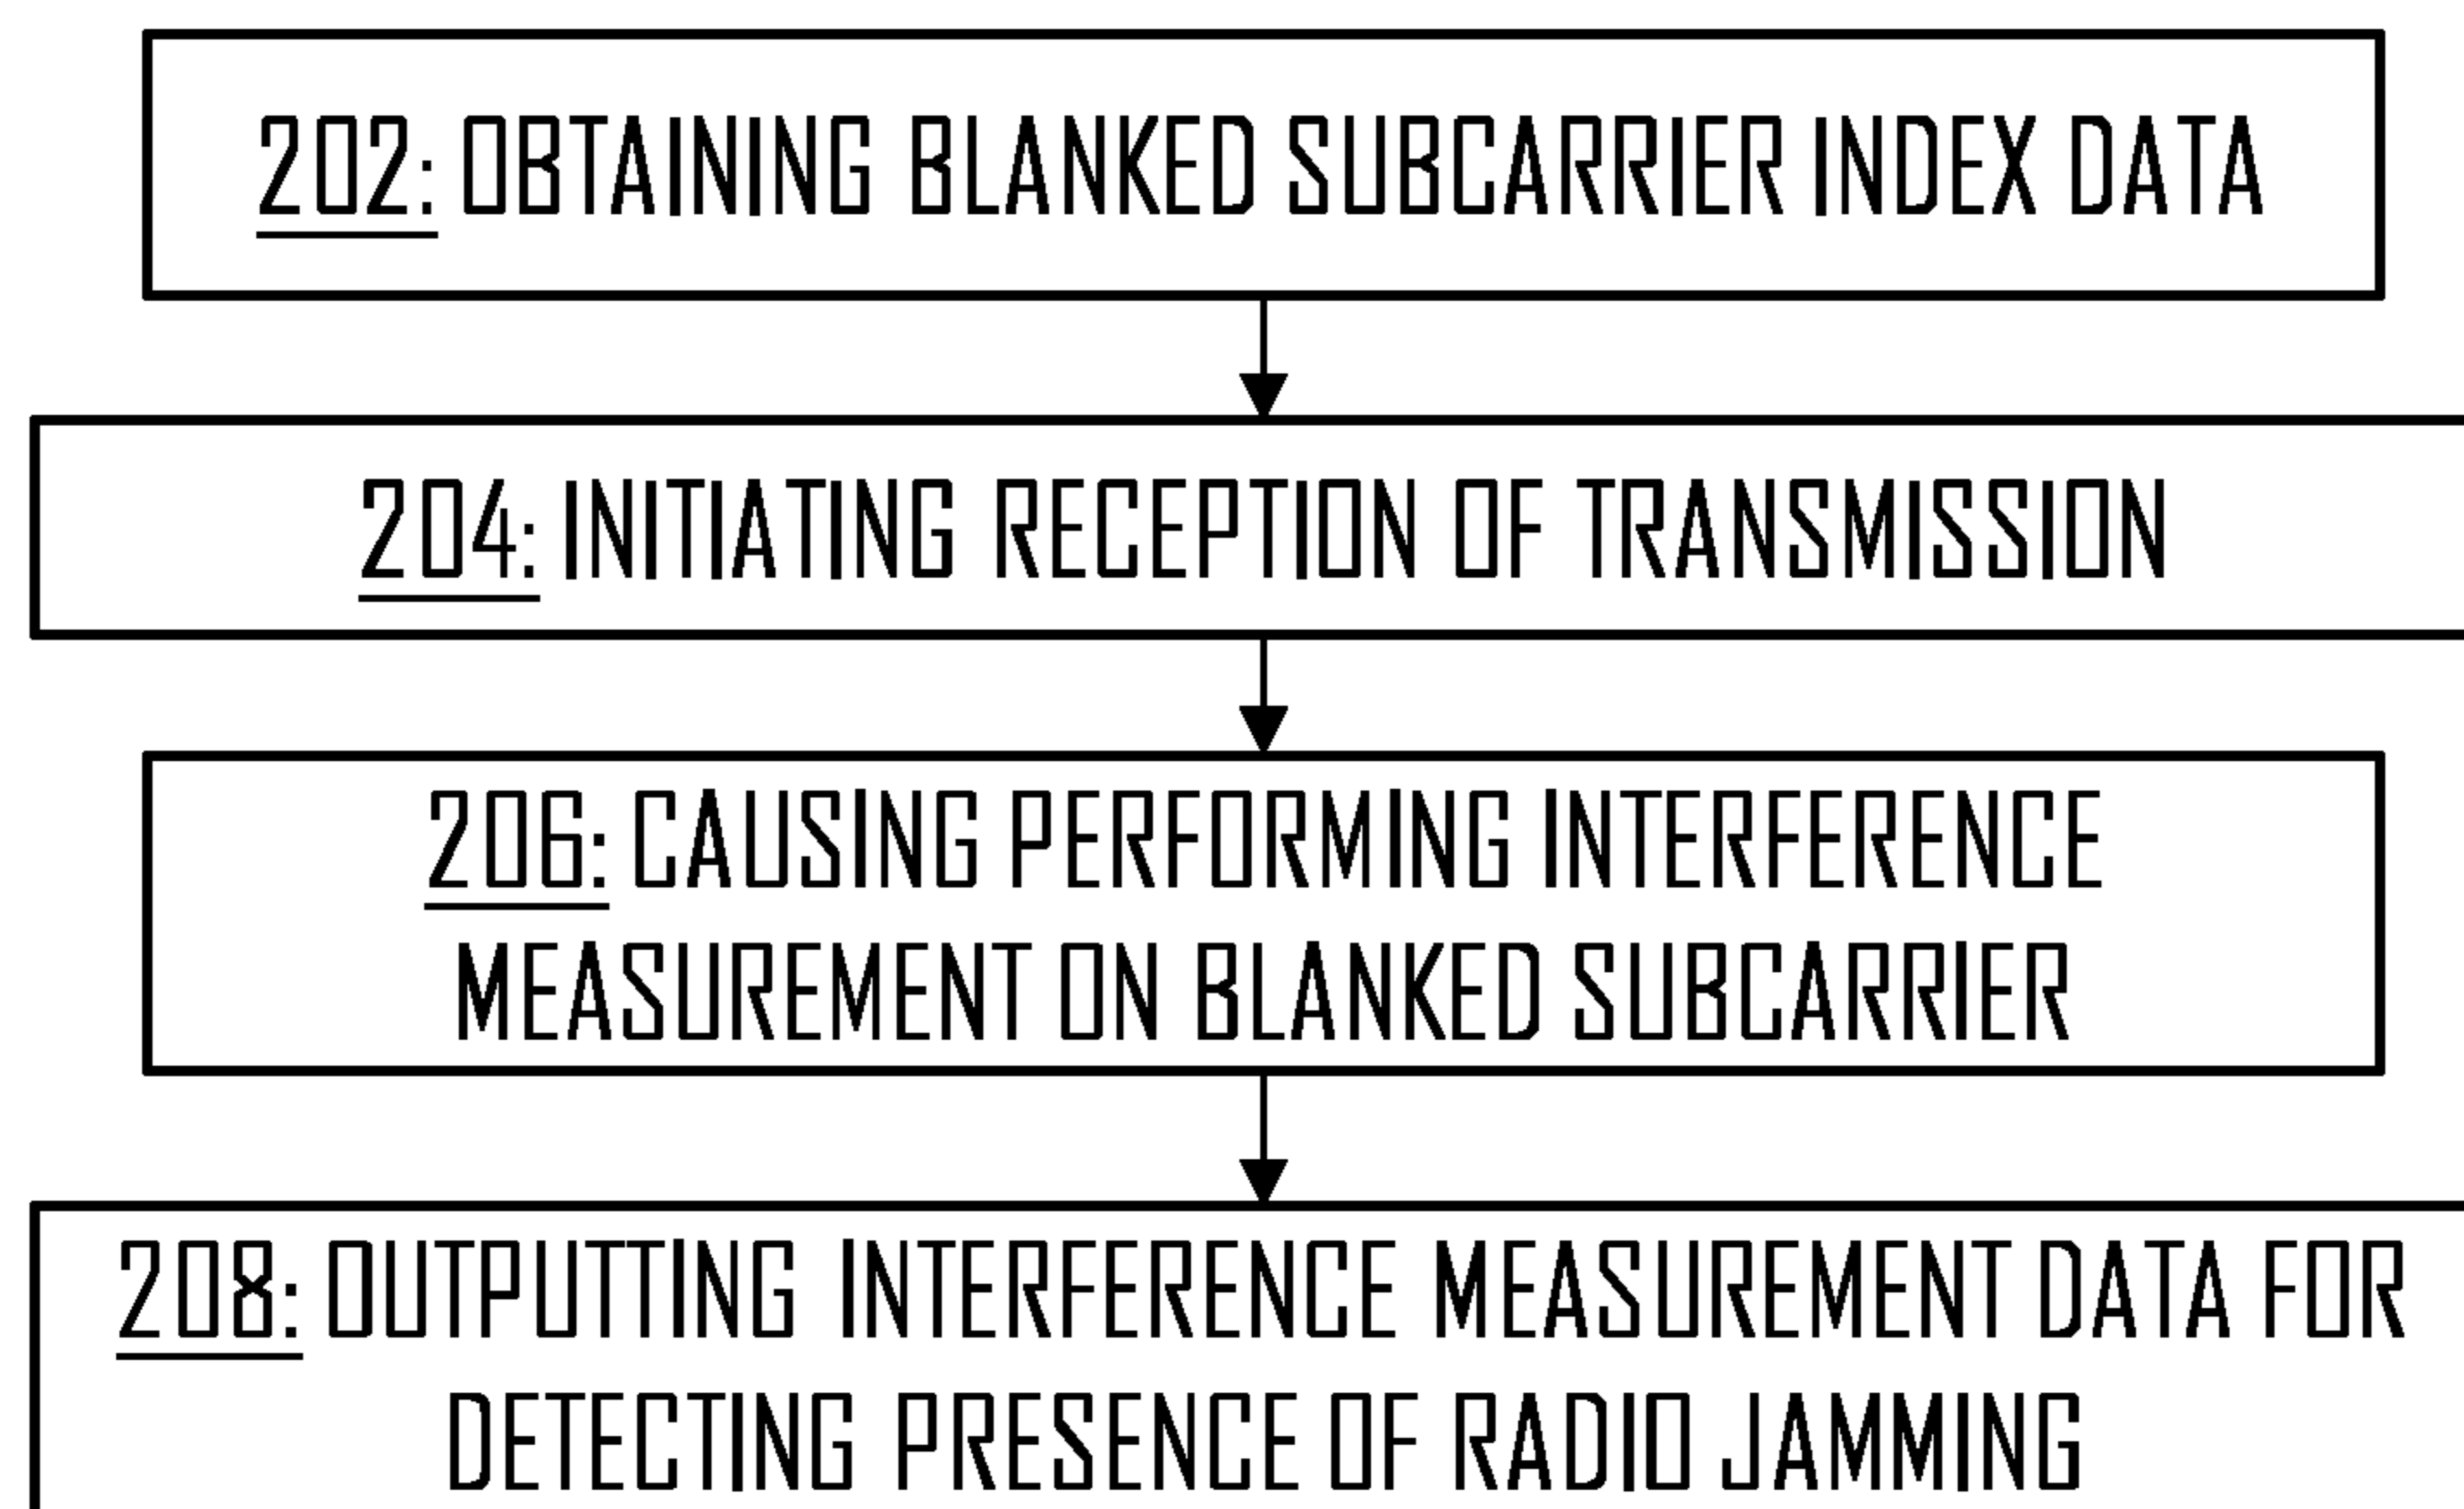 202: OBTAINING BLANKED SUBCARRIER INDEX DATA
204: INITIATING RECEPTION OF TRANSMISSION
206: CAUSING PERFORMING INTERFERENCE
MEASUREMENT ON BLANKED SUBCARRIER
208: OUTPUTTING INTERFERENCE MEASUREMENT DATA FOR
DETECTING PRESENCE OF RADIO JAMMING